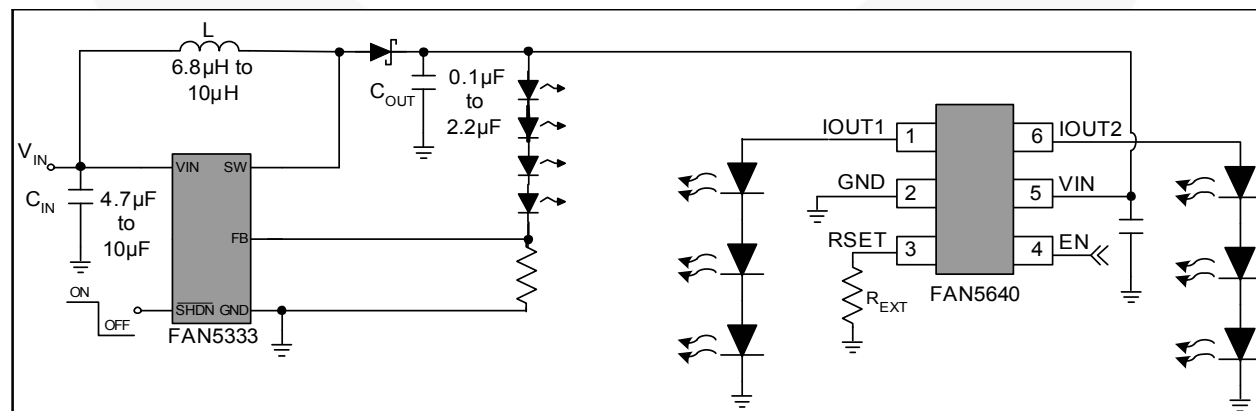 L
6.8µH to
10µH
C_OUT
0.1µF
to
2.2µF
V_IN
C_IN
4.7µF
to
10µF
VIN
SW
FB
SHDN
GND
ON
OFF
FAN5333
IOUT1
1
6
IOUT2
GND
2
5
VIN
RSET
3
4
EN
R_EXT
FAN5640